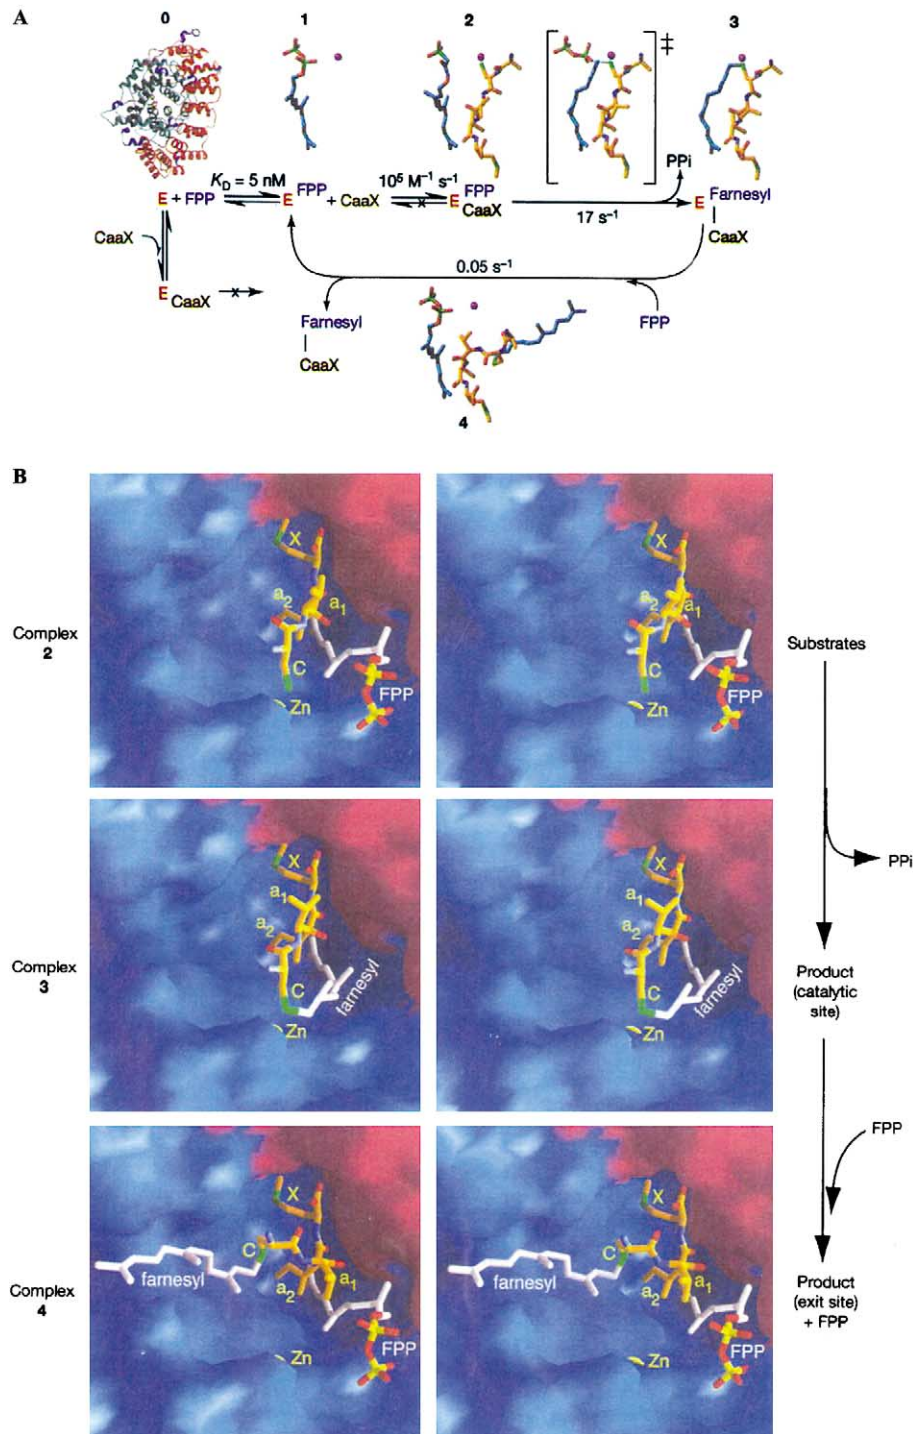 A
0
1
2
3
‡
PPi
K_D = 5 nM
10⁵ M⁻¹ s⁻¹
E + FPP
E FPP + CaaX
E FPP CaaX
17 s⁻¹
E Farnesyl
CaaX
CaaX
0.05 s⁻¹
E CaaX
x
x
Farnesyl
CaaX
FPP
4
B
Complex
2
X
a₂
a₁
C
Zn
FPP
X
a₂
a₁
C
Zn
FPP
Substrates
PPi
Complex
3
X
a₁
a₂
C
Zn
farnesyl
X
a₁
a₂
C
Zn
farnesyl
Product
(catalytic
site)
FPP
Complex
4
X
C
farnesyl
a₂
a₁
Zn
FPP
X
C
farnesyl
a₂
a₁
Zn
FPP
Product
(exit site)
+ FPP